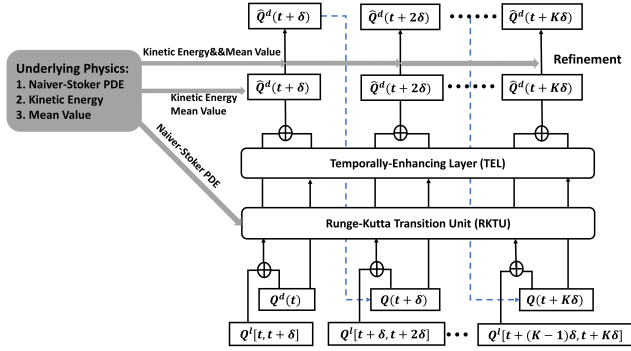 Q̂ᵈ(t + δ)
Q̂ᵈ(t + 2δ)
Q̂ᵈ(t + Kδ)
Kinetic Energy&&Mean Value
Refinement
Underlying Physics:
1. Naiver-Stoker PDE
2. Kinetic Energy
3. Mean Value
Kinetic Energy
Mean Value
Q̂ᵈ(t + δ)
Q̂ᵈ(t + 2δ)
Q̂ᵈ(t + Kδ)
Naiver-Stoker PDE
Temporally-Enhancing Layer (TEL)
Runge-Kutta Transition Unit (RKTU)
Qᵈ(t)
Q(t + δ)
Q(t + Kδ)
Qˡ[t, t + δ]
Qˡ[t + δ, t + 2δ]
Qˡ[t + (K − 1)δ, t + Kδ]